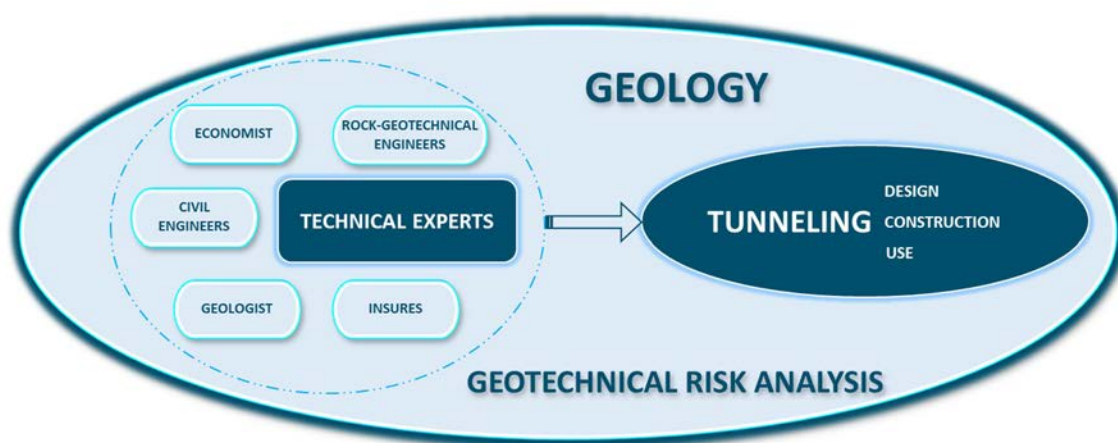 GEOLOGY
ECONOMIST
ROCK-GEOTECHNICAL
ENGINEERS
CIVIL
ENGINEERS
TECHNICAL EXPERTS
GEOLOGIST
INSURES
TUNNELING
DESIGN
CONSTRUCTION
USE
GEOTECHNICAL RISK ANALYSIS